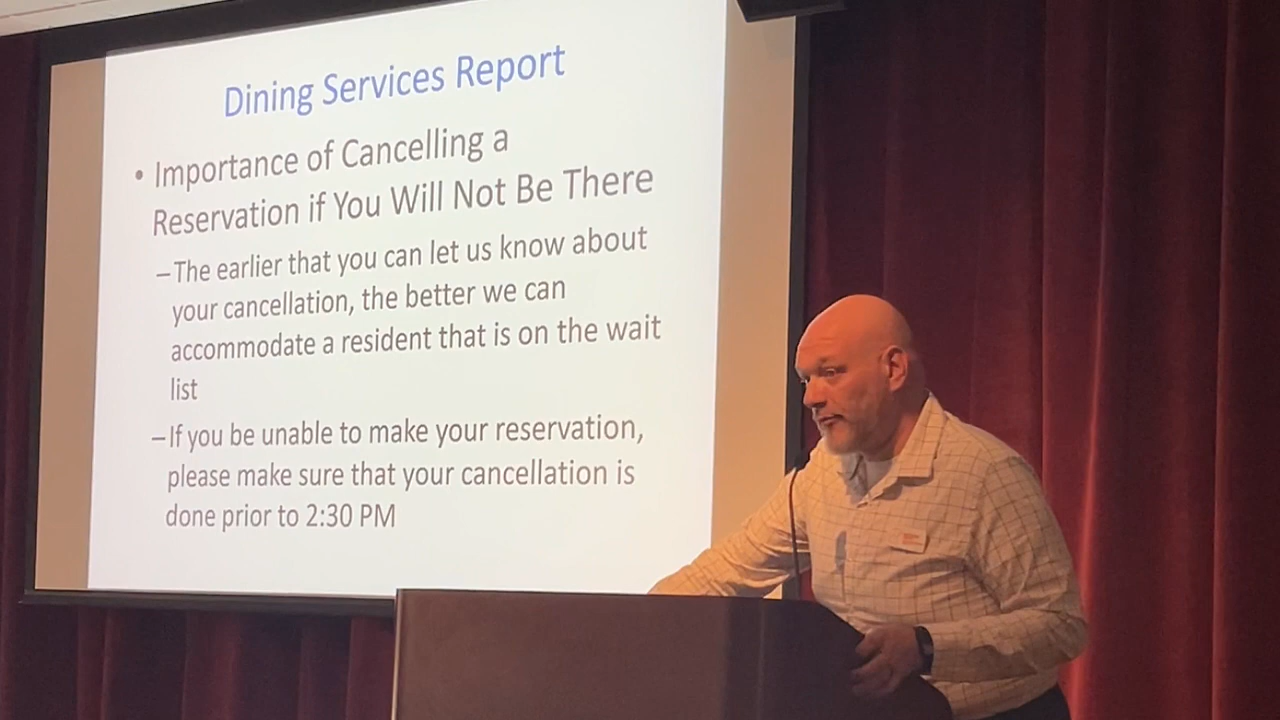 Dining Services Report
• Importance of Cancelling a
Reservation if You Will Not Be There
–The earlier that you can let us know about
your cancellation, the better we can
accommodate a resident that is on the wait
list
–If you be unable to make your reservation,
please make sure that your cancellation is
done prior to 2:30 PM